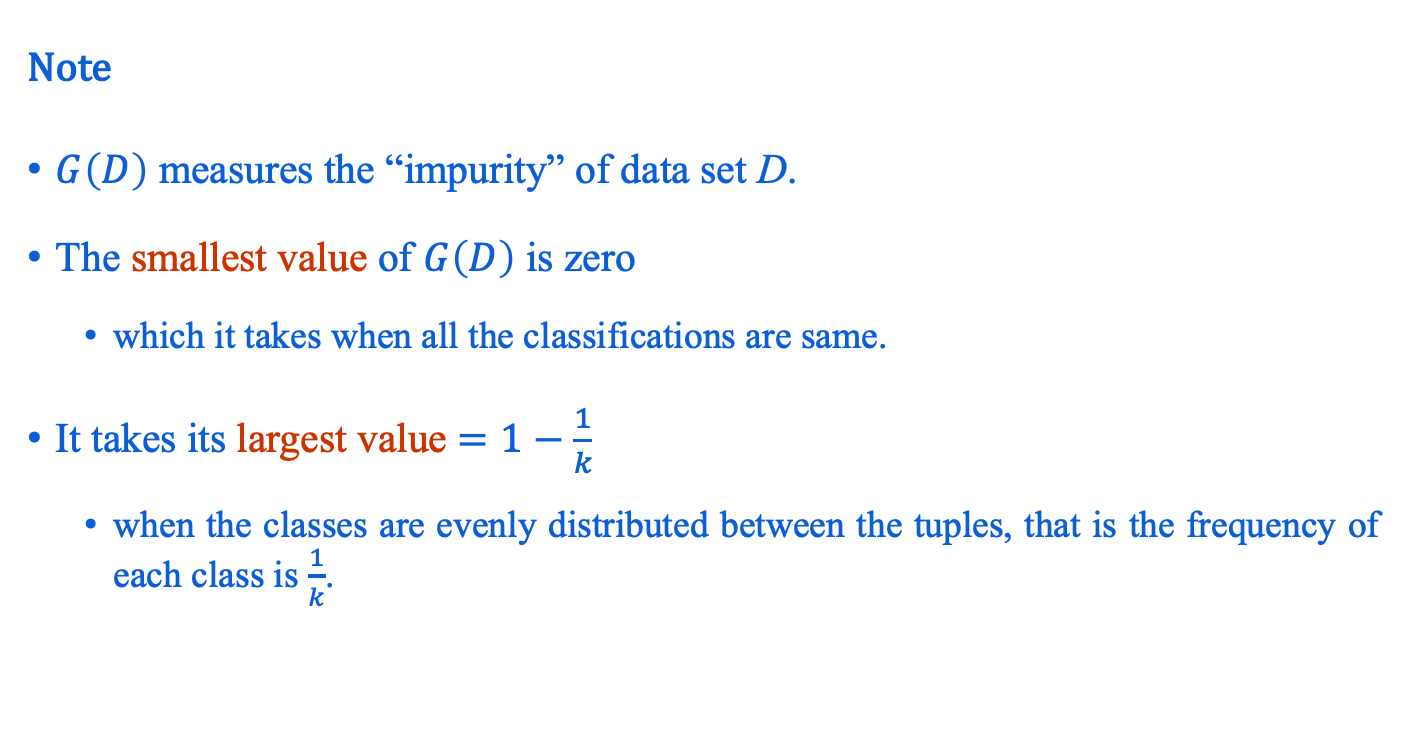 Note
• G(D) measures the “impurity” of data set D.
• The smallest value of G(D) is zero
• which it takes when all the classifications are same.
• It takes its largest value = 1 − 1/k
• when the classes are evenly distributed between the tuples, that is the frequency of
each class is 1/k.